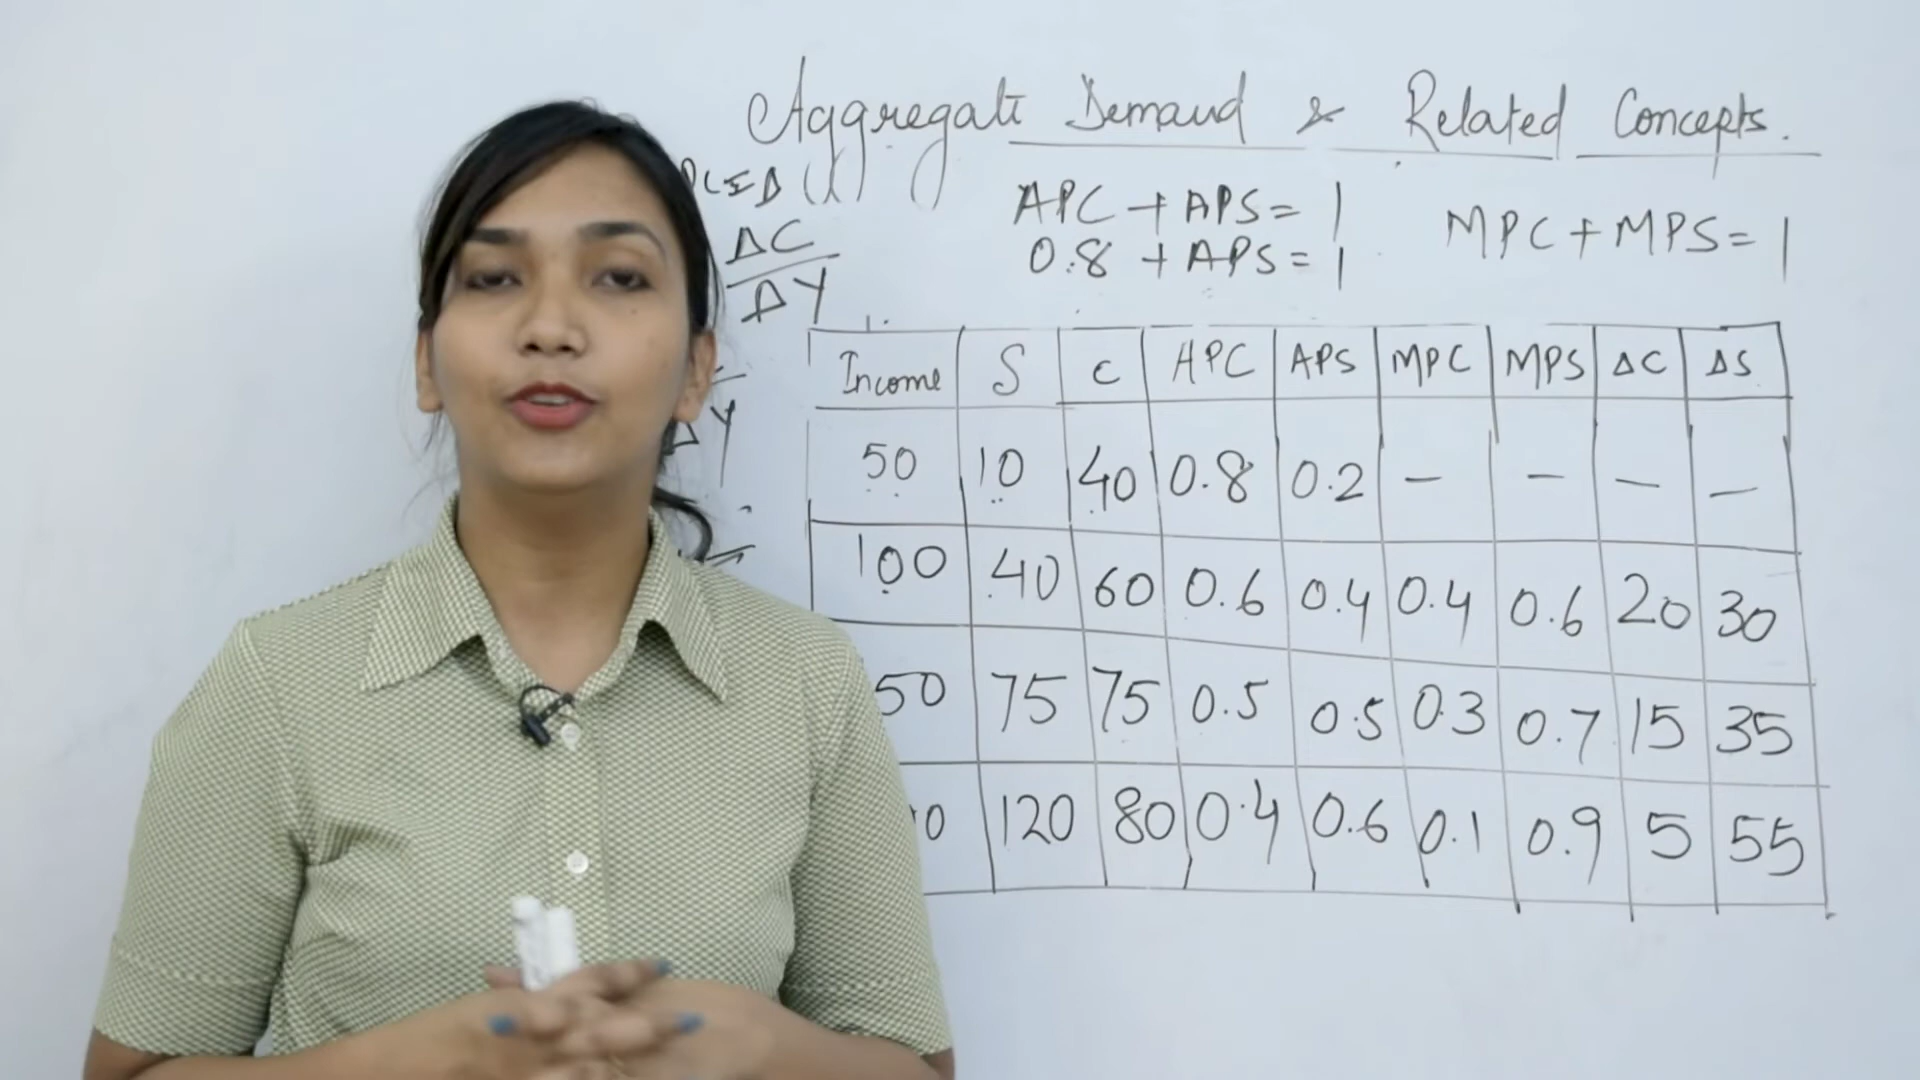 Aggregate Demand & Related Concepts.
APC + APS = 1
0.8 + APS = 1
MPC + MPS = 1
ΔC
ΔY
ΔY
Income S C APC APS MPC MPS ΔC ΔS
50 10 40 0.8 0.2 — — — —
100 40 60 0.6 0.4 0.4 0.6 20 30
50 75 75 0.5 0.5 0.3 0.7 15 35
0 120 80 0.4 0.6 0.1 0.9 5 55